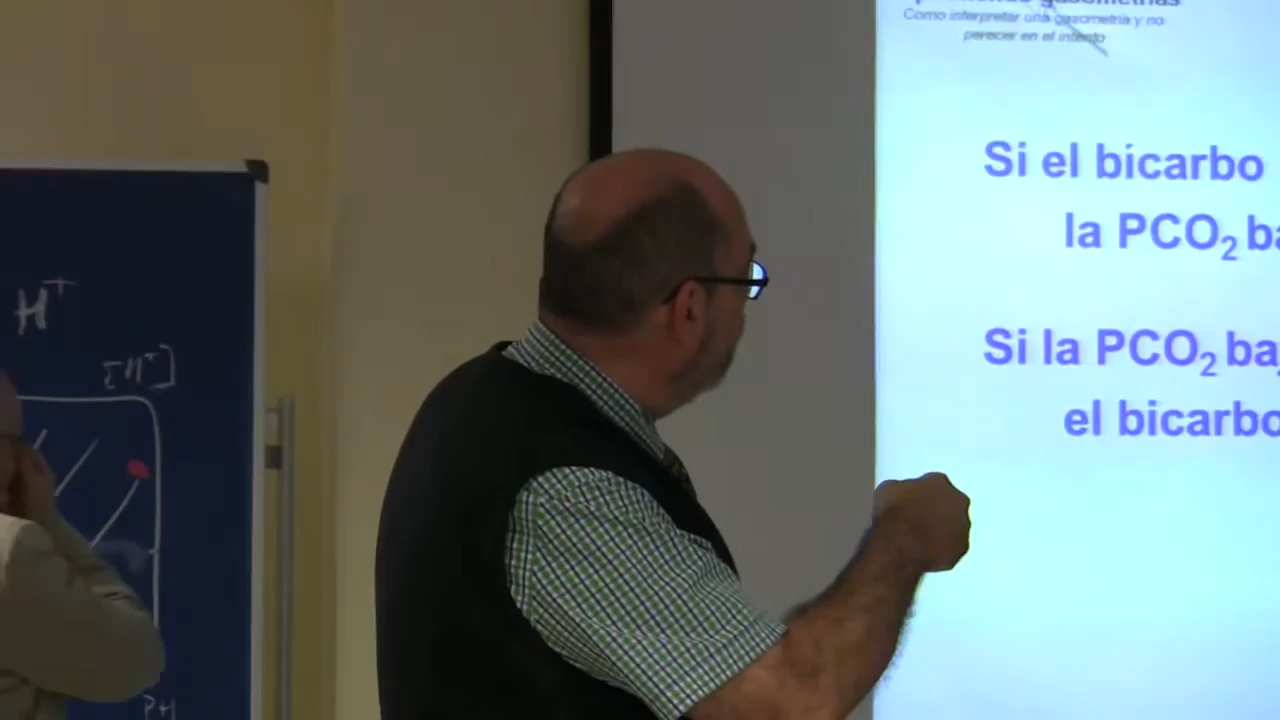 gasometrías
Como interpretar una gasometría y no
perecer en el intento
Si el bicarbo
la PCO₂ ba
Si la PCO₂ ba
el bicarbo
H⁺
[H⁺]
PH